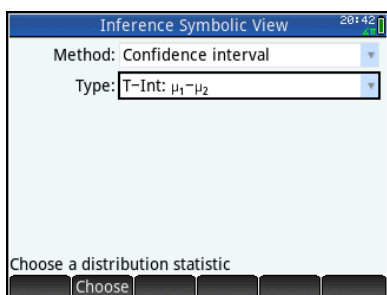 Inference Symbolic View
20:42
∡π
Method: Confidence interval
Type: T-Int: μ₁-μ₂
Choose a distribution statistic
Choose